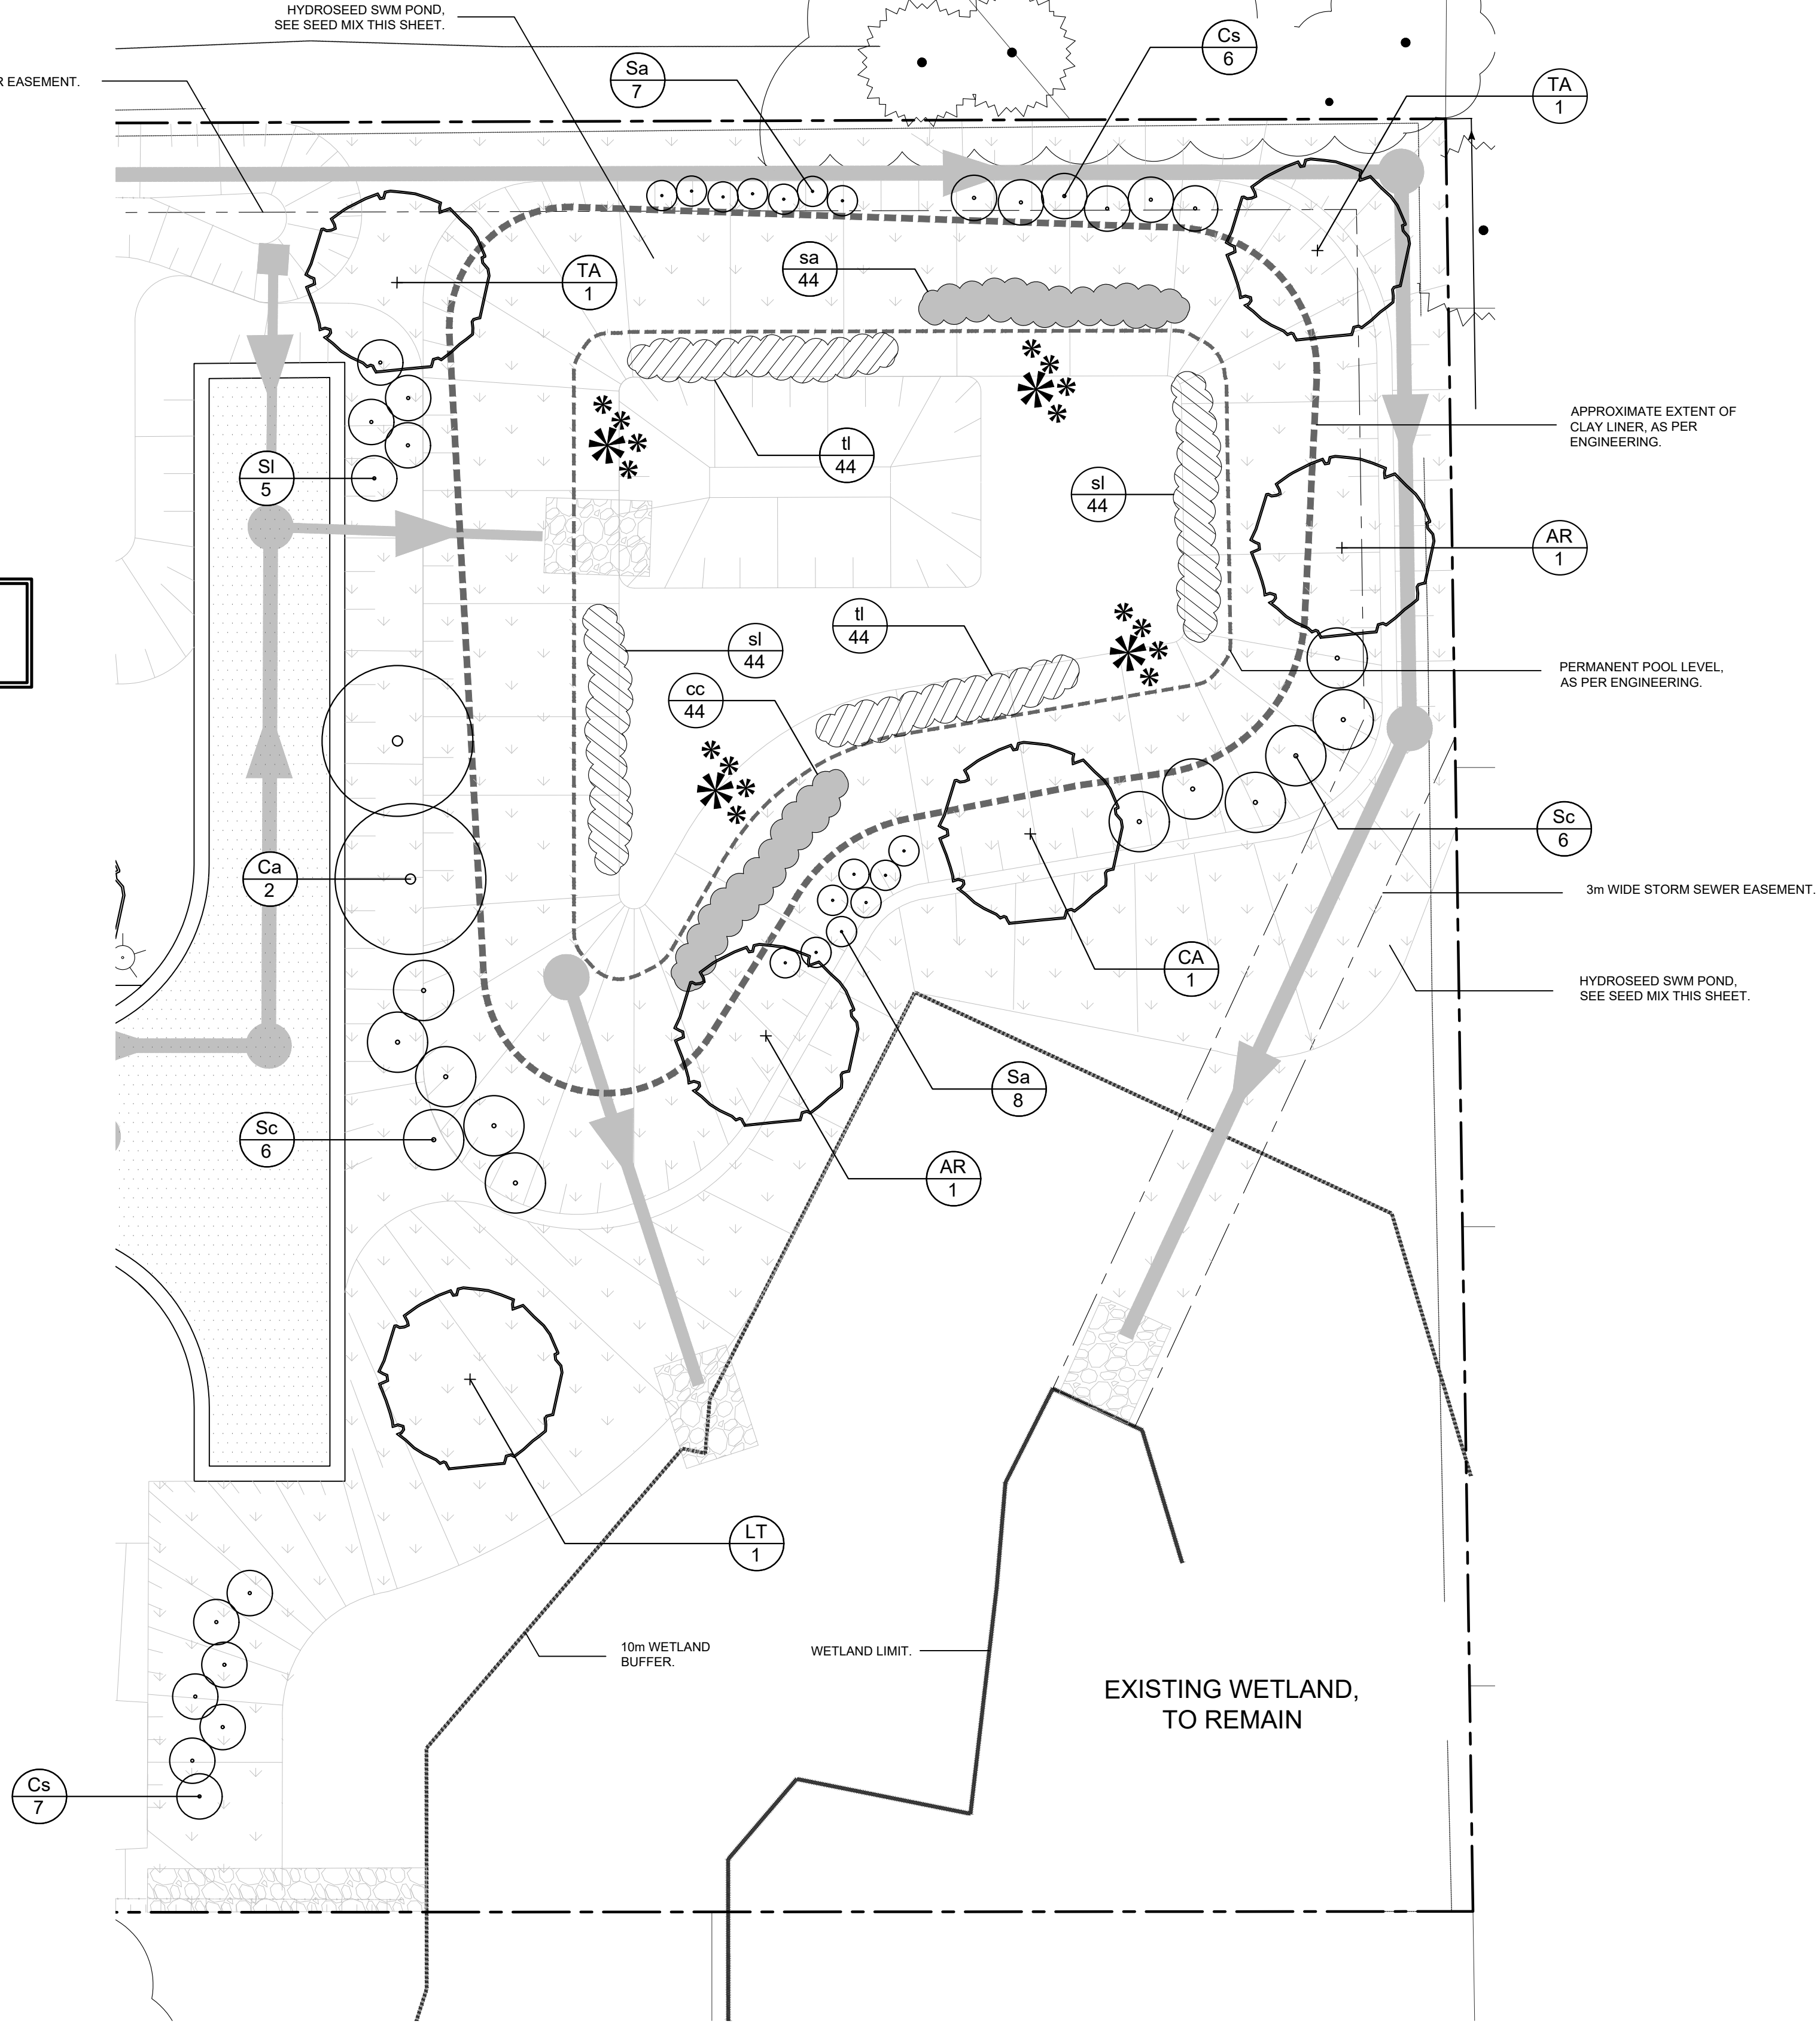 HYDROSEED SWM POND,
SEE SEED MIX THIS SHEET.
Cs
6
Sa
7
R EASEMENT.
TA
1
sa
44
TA
1
APPROXIMATE EXTENT OF
CLAY LINER, AS PER
ENGINEERING.
tl
44
Sl
5
sl
44
AR
1
tl
44
sl
44
PERMANENT POOL LEVEL,
AS PER ENGINEERING.
cc
44
Sc
6
Ca
2
3m WIDE STORM SEWER EASEMENT.
CA
1
HYDROSEED SWM POND,
SEE SEED MIX THIS SHEET.
Sa
8
Sc
6
AR
1
LT
1
10m WETLAND
BUFFER.
WETLAND LIMIT.
EXISTING WETLAND,
TO REMAIN
Cs
7